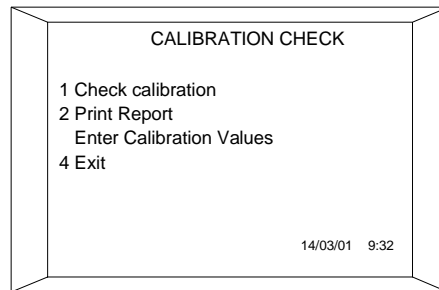 CALIBRATION CHECK
1 Check calibration
2 Print Report
Enter Calibration Values
4 Exit
14/03/01 9:32